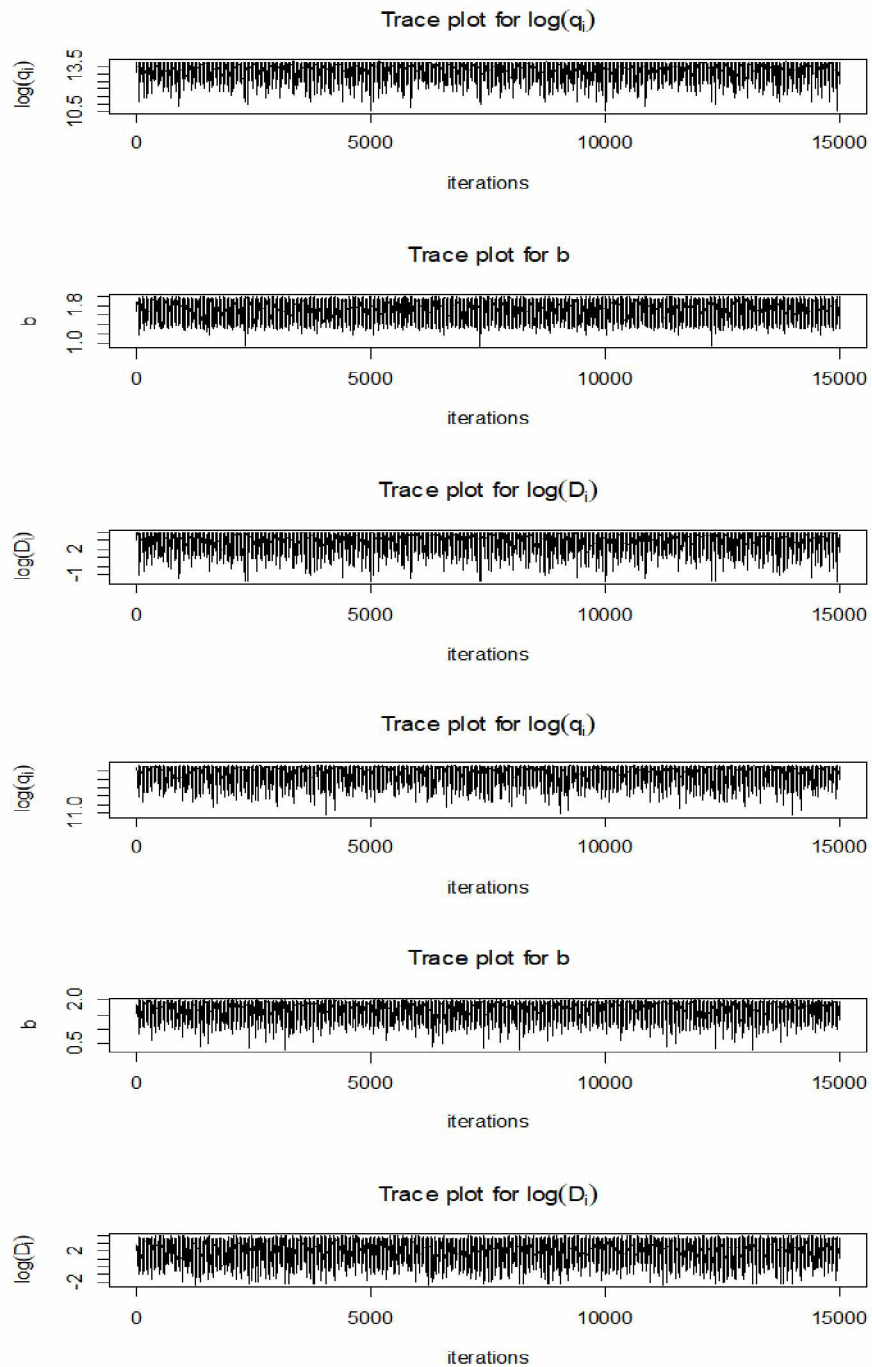 Trace plot for log(qi)
log(qi)
13.5
10.5
0 5000 10000 15000
iterations
Trace plot for b
b
1.8
1.0
0 5000 10000 15000
iterations
Trace plot for log(Di)
log(Di)
2
-1
0 5000 10000 15000
iterations
Trace plot for log(qi)
log(qi)
11.0
0 5000 10000 15000
iterations
Trace plot for b
b
2.0
0.5
0 5000 10000 15000
iterations
Trace plot for log(Di)
log(Di)
2
-2
0 5000 10000 15000
iterations